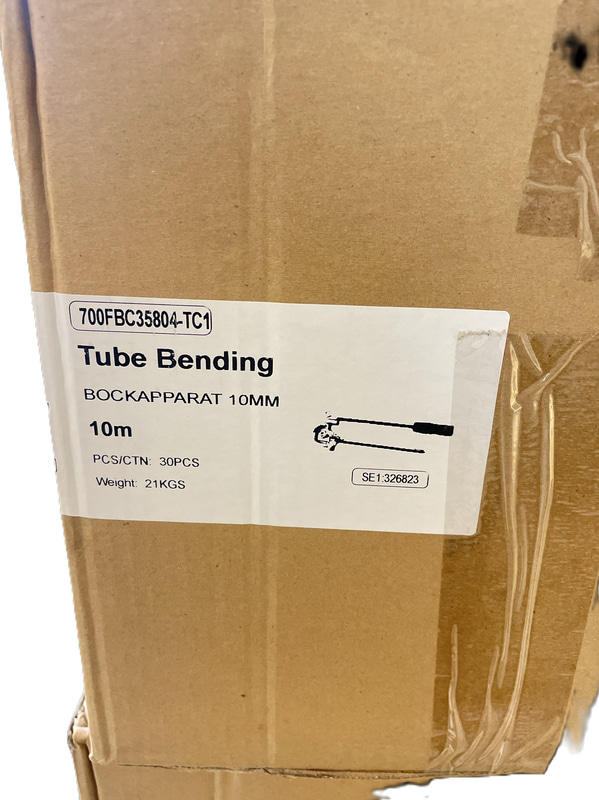 700FBC35804-TC1
Tube Bending
BOCKAPPARAT 10MM
10m
PCS/CTN: 30PCS
Weight: 21KGS
SE1:326823